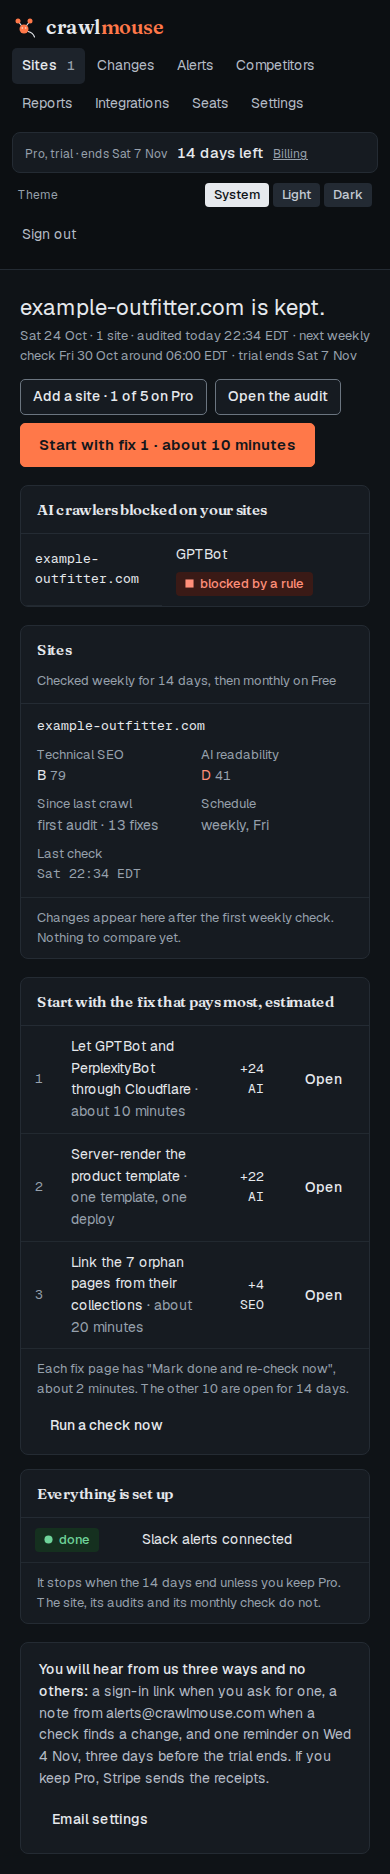 crawlmouse
Sites 1 Changes Alerts Competitors
Reports Integrations Seats Settings
Pro, trial · ends Sat 7 Nov 14 days left Billing
Theme System Light Dark
Sign out
example-outfitter.com is kept.
Sat 24 Oct · 1 site · audited today 22:34 EDT · next weekly
check Fri 30 Oct around 06:00 EDT · trial ends Sat 7 Nov
Add a site · 1 of 5 on Pro Open the audit
Start with fix 1 · about 10 minutes
AI crawlers blocked on your sites
example-
outfitter.com
GPTBot
blocked by a rule
Sites
Checked weekly for 14 days, then monthly on Free
example-outfitter.com
Technical SEO AI readability
B 79 D 41
Since last crawl Schedule
first audit · 13 fixes weekly, Fri
Last check
Sat 22:34 EDT
Changes appear here after the first weekly check.
Nothing to compare yet.
Start with the fix that pays most, estimated
1
Let GPTBot and
PerplexityBot
through Cloudflare ·
about 10 minutes
+24
AI
Open
2
Server-render the
product template ·
one template, one
deploy
+22
AI
Open
3
Link the 7 orphan
pages from their
collections · about
20 minutes
+4
SEO
Open
Each fix page has "Mark done and re-check now",
about 2 minutes. The other 10 are open for 14 days.
Run a check now
Everything is set up
done Slack alerts connected
It stops when the 14 days end unless you keep Pro.
The site, its audits and its monthly check do not.
You will hear from us three ways and no
others: a sign-in link when you ask for one, a
note from alerts@crawlmouse.com when a
check finds a change, and one reminder on Wed
4 Nov, three days before the trial ends. If you
keep Pro, Stripe sends the receipts.
Email settings